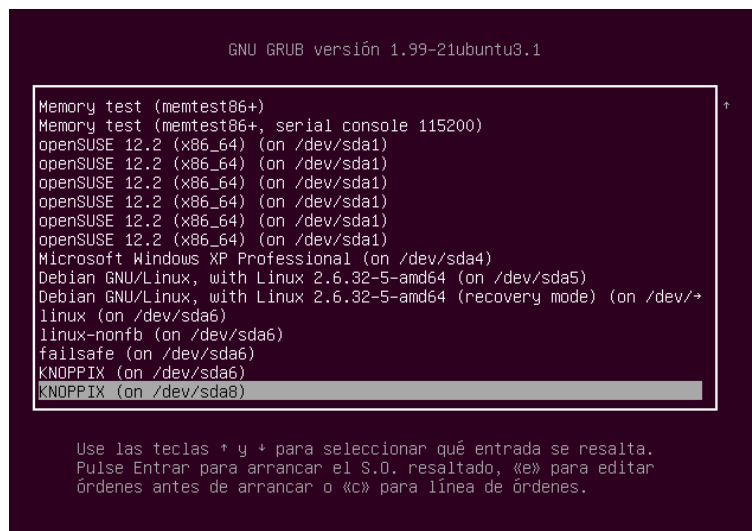 GNU GRUB versión 1.99-21ubuntu3.1
Memory test (memtest86+)
Memory test (memtest86+, serial console 115200)
openSUSE 12.2 (x86_64) (on /dev/sda1)
openSUSE 12.2 (x86_64) (on /dev/sda1)
openSUSE 12.2 (x86_64) (on /dev/sda1)
openSUSE 12.2 (x86_64) (on /dev/sda1)
openSUSE 12.2 (x86_64) (on /dev/sda1)
openSUSE 12.2 (x86_64) (on /dev/sda1)
Microsoft Windows XP Professional (on /dev/sda4)
Debian GNU/Linux, with Linux 2.6.32-5-amd64 (on /dev/sda5)
Debian GNU/Linux, with Linux 2.6.32-5-amd64 (recovery mode) (on /dev/→
linux (on /dev/sda6)
linux-nonfb (on /dev/sda6)
failsafe (on /dev/sda6)
KNOPPIX (on /dev/sda6)
KNOPPIX (on /dev/sda8)
Use las teclas ↑ y ↓ para seleccionar qué entrada se resalta.
Pulse Entrar para arrancar el S.O. resaltado, «e» para editar
órdenes antes de arrancar o «c» para línea de órdenes.